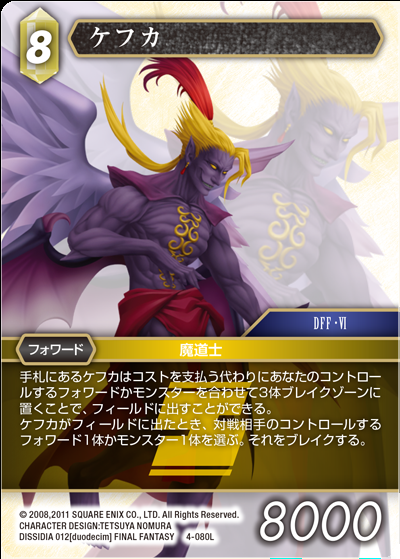 8
ケフカ
DFF・VI
フォワード
魔道士
手札にあるケフカはコストを支払う代わりにあなたのコントロー
ルするフォワードかモンスターを合わせて3体ブレイクゾーンに
置くことで、フィールドに出すことができる。
ケフカがフィールドに出たとき、対戦相手のコントロールする
フォワード1体かモンスター1体を選ぶ。それをブレイクする。
© 2008,2011 SQUARE ENIX CO., LTD. All Rights Reserved.
CHARACTER DESIGN:TETSUYA NOMURA
DISSIDIA 012[duodecim] FINAL FANTASY 4-080L
8000